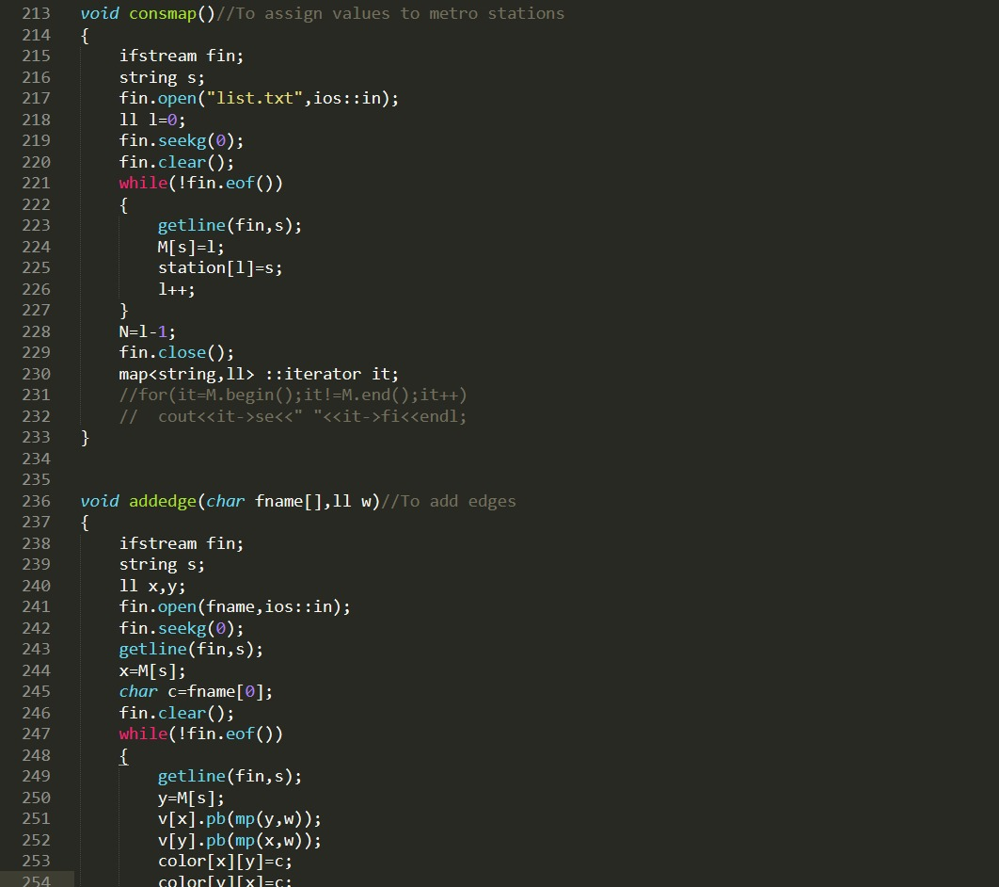 213 void consmap()//To assign values to metro stations
214 {
215 ifstream fin;
216 string s;
217 fin.open("list.txt",ios::in);
218 ll l=0;
219 fin.seekg(0);
220 fin.clear();
221 while(!fin.eof())
222 {
223 getline(fin,s);
224 M[s]=l;
225 station[l]=s;
226 l++;
227 }
228 N=l-1;
229 fin.close();
230 map<string,ll> ::iterator it;
231 //for(it=M.begin();it!=M.end();it++)
232 //  cout<<it->se<<" "<<it->fi<<endl;
233 }
234
235
236 void addedge(char fname[],ll w)//To add edges
237 {
238 ifstream fin;
239 string s;
240 ll x,y;
241 fin.open(fname,ios::in);
242 fin.seekg(0);
243 getline(fin,s);
244 x=M[s];
245 char c=fname[0];
246 fin.clear();
247 while(!fin.eof())
248 {
249 getline(fin,s);
250 y=M[s];
251 v[x].pb(mp(y,w));
252 v[y].pb(mp(x,w));
253 color[x][y]=c;
254 color[y][x]=c;